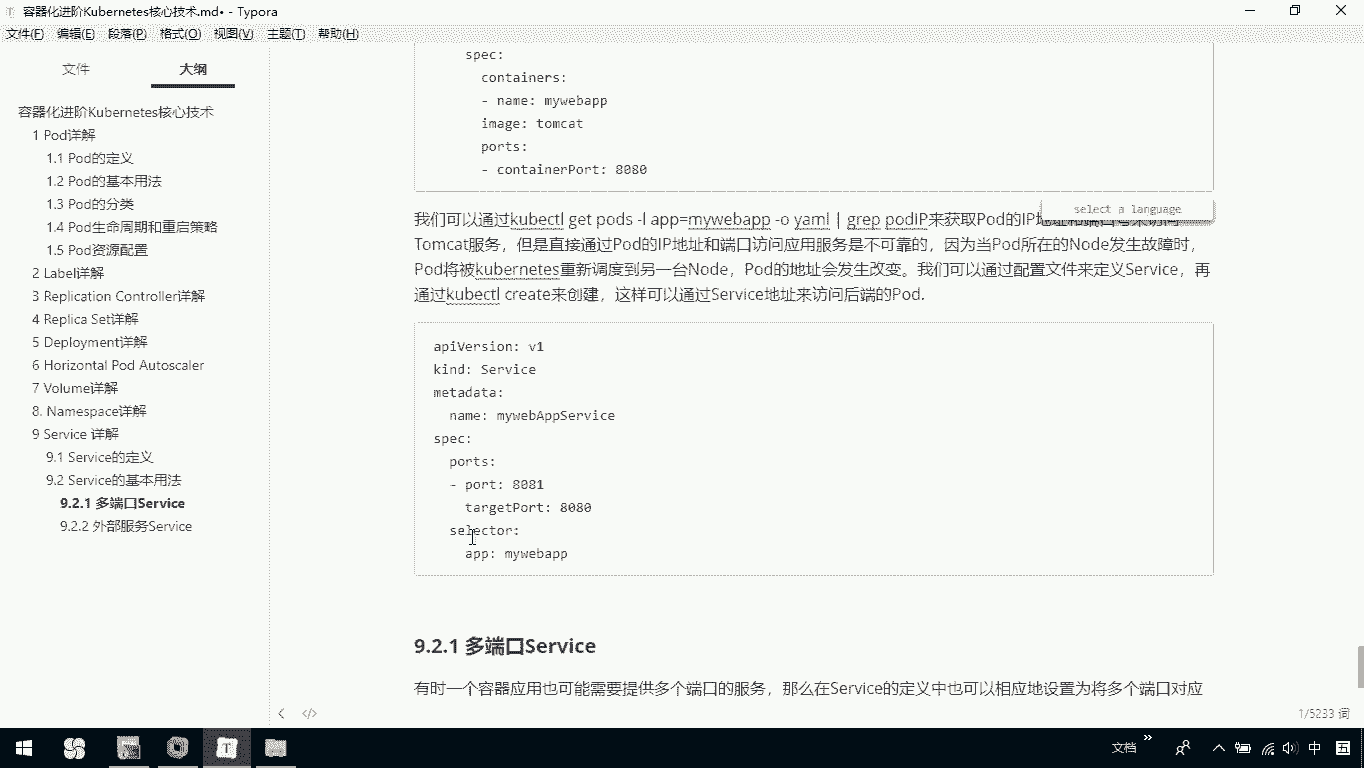 容器化进阶Kubernetes核心技术.md• - Typora
文件(F) 编辑(E) 段落(P) 格式(O) 视图(V) 主题(T) 帮助(H)
文件 大纲
容器化进阶Kubernetes核心技术
1 Pod详解
1.1 Pod的定义
1.2 Pod的基本用法
1.3 Pod的分类
1.4 Pod生命周期和重启策略
1.5 Pod资源配置
2 Label详解
3 Replication Controller详解
4 Replica Set详解
5 Deployment详解
6 Horizontal Pod Autoscaler
7 Volume详解
8. Namespace详解
9 Service 详解
9.1 Service的定义
9.2 Service的基本用法
9.2.1 多端口Service
9.2.2 外部服务Service
spec:
containers:
- name: mywebapp
image: tomcat
ports:
- containerPort: 8080
select a language
我们可以通过kubectl get pods -l app=mywebapp -o yaml | grep podIP来获取Pod的IP
Tomcat服务，但是直接通过Pod的IP地址和端口访问应用服务是不可靠的，因为当Pod所在的Node发生故障时，
Pod将被kubernetes重新调度到另一台Node，Pod的地址会发生改变。我们可以通过配置文件来定义Service，再
通过kubectl create来创建，这样可以通过Service地址来访问后端的Pod.
apiVersion: v1
kind: Service
metadata:
name: mywebAppService
spec:
ports:
- port: 8081
targetPort: 8080
selector:
app: mywebapp
9.2.1 多端口Service
有时一个容器应用也可能需要提供多个端口的服务，那么在Service的定义中也可以相应地设置为将多个端口对应
1/5233 词
文档
中 五